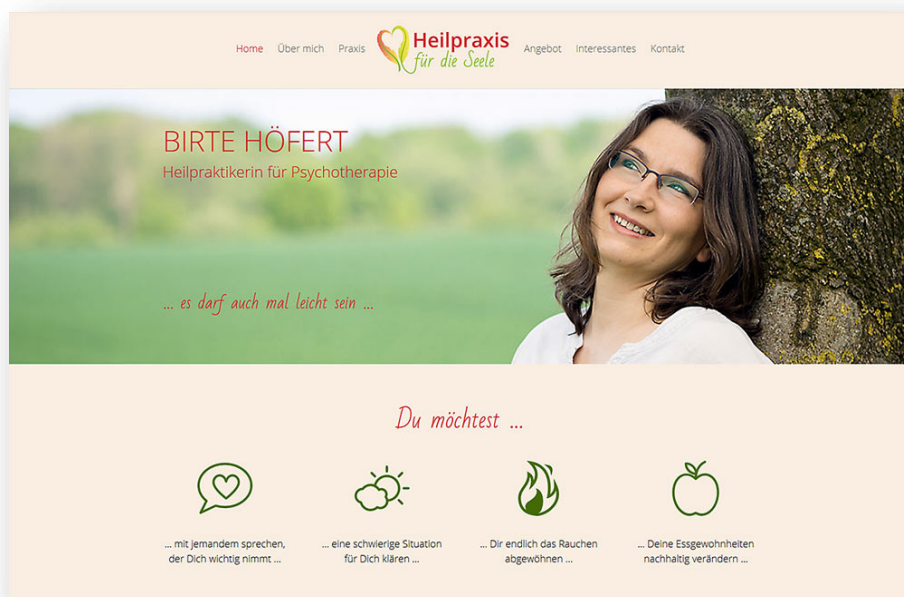 Home Über mich Praxis Heilpraxis für die Seele Angebot Interessantes Kontakt
BIRTE HÖFERT
Heilpraktikerin für Psychotherapie
... es darf auch mal leicht sein ...
Du möchtest ...
... mit jemandem sprechen,
der Dich wichtig nimmt ...
... eine schwierige Situation
für Dich klären ...
... Dir endlich das Rauchen
abgewöhnen ...
... Deine Essgewohnheiten
nachhaltig verändern ...